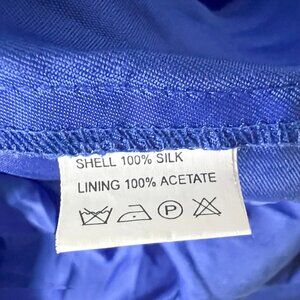 SHELL 100% SILK
LINING 100% ACETATE
P